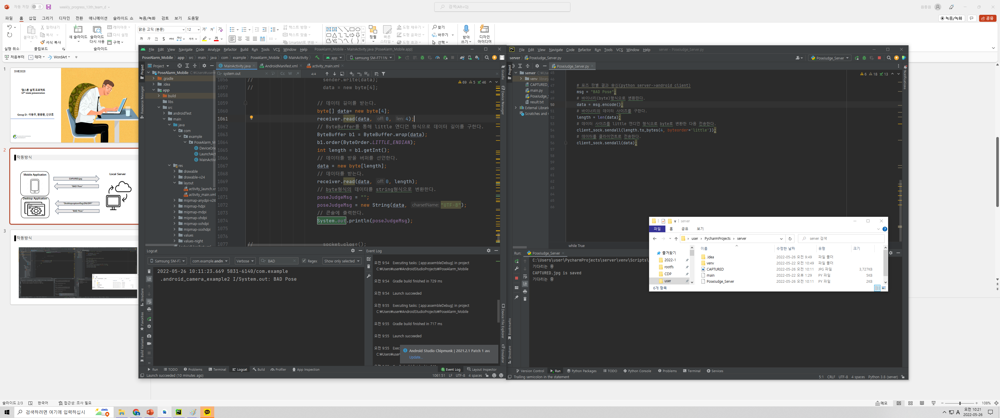 자동 저장 끔
weekly_progress_13th_team_d
검색(Alt+Q)
원종원
파일 홈 삽입 그리기 디자인 전환 애니메이션 슬라이드 쇼 녹음/녹화 검토 보기 도움말
녹음/녹화
공유
붙여넣기
잘라내기
복사
서식 복사
새 슬라이드
슬라이드 다시 사용
레이아웃
다시 설정
구역
맑은 고딕 (본문) 12
텍스트 방향
텍스트 맞춤
SmartArt로 변환
정렬
빠른 스타일
도형 채우기
도형 윤곽선
도형 효과
찾기
바꾸기
선택
받아쓰기
디자인 아이디어
실행 취소 클립보드 슬라이드
처음부터 테마 WordArt
1
SWE3028
캡스톤 설계 프로젝트
13th week presentation
Group D : 이동우, 원종원, 신근호
2
작동방식
Mobile Application
CAPURED.jpg
"BAD Pose"
Local Server
Desktop Application
"Desktopcaptureflag:ON/OFF"
"BAD Pose"
3
작동방식
File Edit View Navigate Code Analyze Refactor Build Run Tools VCS Window Help
PoseAlarm_Mobile - MainActivity.java [PoseAlarm_Mobile.app]
PoseAlarm_Mobile app src main java com example PoseAlarm_Mobile MainActivity
app samsung SM-F711N
Project
MainActivity.java AndroidManifest.xml activity_main.xml
system.out Cc W 4/4
PoseAlarm_Mobile
.gradle
.idea
app
build
libs
src
androidTest
main
java
com
example
PoseAlarm_M
DeviceOrie
LaunchAct
MainActivi
res
drawable
drawable-v24
layout
activity_launch.xm
activity_main.xml
mipmap-anydpi-v26
mipmap-hdpi
mipmap-mdpi
mipmap-xhdpi
mipmap-xxhdpi
mipmap-xxxhdpi
values
values-night
69 5 46
1056 // sender.write(data);
1057 // data = new byte[4];
1058
1059 // 데이터 길이를 받는다.
1060 byte[] data= new byte[4];
1061 receiver.read(data, off: 0, len: 4);
1062 // ByteBuffer를 통해 little 엔디언 형식으로 데이터 길이를 구한다.
1063 ByteBuffer b1 = ByteBuffer.wrap(data);
1064 b1.order(ByteOrder.LITTLE_ENDIAN);
1065 int length = b1.getInt();
1066 // 데이터를 받을 버퍼를 선언한다.
1067 data = new byte[length];
1068 // 데이터를 받는다.
1069 receiver.read(data, off: 0, length);
1070 // byte형식의 데이터를 string형식으로 변환한다.
1071 poseJudgeMsg = "";
1072 poseJudgeMsg = new String(data, charsetName: "UTF-8");
1073 // 콘솔에 출력한다.
1074 System.out.println(poseJudgeMsg);
1075
1076
1077 // socket.close();
Project
Resource Manager
Structure
Favorites
Build Variants
Gradle
Device Manager
Device File Explorer
Emulator
Logcat
Samsung SM-F7 com.example.andro Verbose BAD Regex Show only selected
2022-05-26 10:11:23.669 5831-6140/com.example
.android_camera_example2 I/System.out: BAD Pose
Event Log
오전 9:54 Executing tasks: [:app:assembleDebug] in project
C:₩Users₩user₩AndroidStudioProjects₩PoseAlarm_Mobile
오전 9:54 Gradle build finished in 729 ms
오전 9:54 Launch succeeded
오전 9:55 Executing tasks: [:app:assembleDebug] in project
C:₩Users₩user₩AndroidStudioProjects₩PoseAlarm_Mobile
오전 9:55 Gradle build finished in 717 ms
오전 9:55 Launch succeeded
오전 9:55 Exec
C:₩Users₩user₩
Android Studio Chipmunk | 2021.2.1 Patch 1 ava
Update...
Run TODO Problems Terminal Logcat Build Profiler App Inspection Event Log Layout Inspector
Launch succeeded (10 minutes ago) 1061:51 LF UTF-8 4 spaces
File Edit View Navigate Code Refactor Run Tools VCS Window Help
server - PoseJudge_Server.py
server PoseJudge_Server.py
PoseJudge_Server
PoseJudge_Server.py
Project
server C:₩Use
venv library
CAPTURED.
main.py
PoseJudge_S
result.txt
External Librarie
Scratches and
6 18 13
45
46
47 # 포즈 판별 결과 송신(python server->android client)
48 msg = "BAD Pose";
49 # 바이너리(byte)형식으로 변환한다.
50 data = msg.encode();
51 # 바이너리의 데이터 사이즈를 구한다.
52 length = len(data);
53 # 데이터 사이즈를 little 엔디언 형식으로 byte로 변환한 다음 전송한다.
54 client_sock.sendall(length.to_bytes(4, byteorder='little'));
55 # 데이터를 클라이언트로 전송한다.
56 client_sock.sendall(data);
57
58
59
60
61
62
63
64
65
66
while True
Notifications
Bookmarks
Structure
Run: PoseJudge_Server
C:\Users\user\PycharmProjects\server\venv\Scripts\
기다리는 중
CAPTURED.jpg is saved
기다리는 중
Version Control Run Python Packages TODO Python Console Problems Terminal Services
Trailing semicolon in the statement 5:1 CRLF UTF-8 4 spaces Python 3.8 (server)
server
파일 홈 공유 보기
user PycharmProjects server
server 검색
즐겨찾기
2022-1
rootfs
CDP
user
이름 수정한 날짜 유형 크기
.idea 2022-05-26 오전 9:49 파일 폴더
venv 2022-05-22 오전 10:49 파일 폴더
CAPTURED 2022-05-26 오전 10:11 JPG 파일 3,727KB
main 2022-05-22 오후 1:29 PY 파일 5KB
PoseJudge_Server 2022-05-26 오전 10:11 PY 파일 2KB
6개 항목
슬라이드 2/3 한국어 접근성: 조사 필요
메모 108%
검색하려면 여기에 입력하십시
A
오전 10:21
2022-05-26